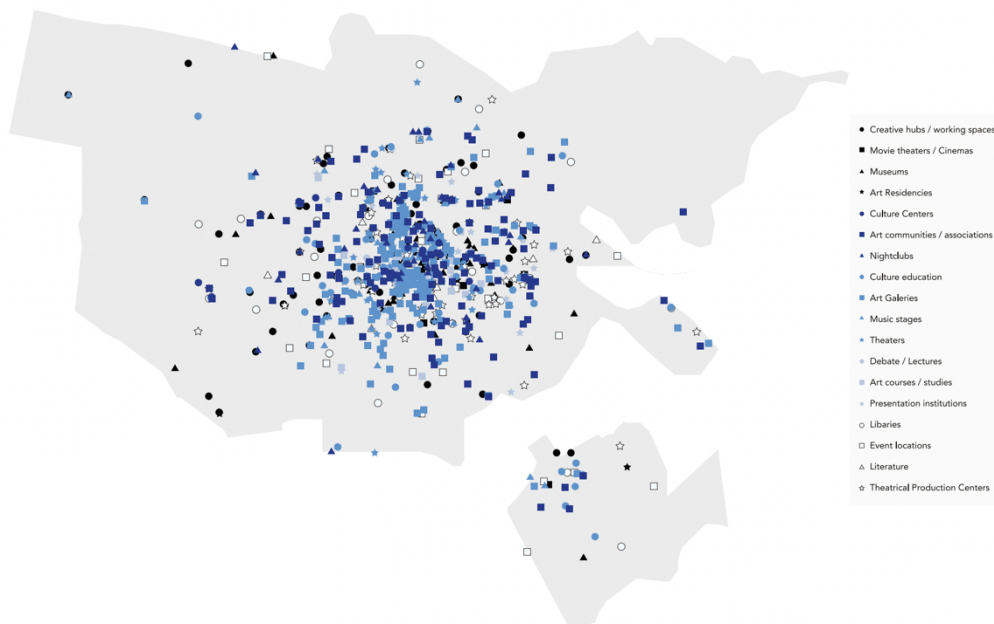 Creative hubs / working spaces
Movie theaters / Cinemas
Museums
Art Residencies
Culture Centers
Art communities / associations
Nightclubs
Culture education
Art Galeries
Music stages
Theaters
Debate / Lectures
Art courses / studies
Presentation institutions
Libaries
Event locations
Literature
Theatrical Production Centers